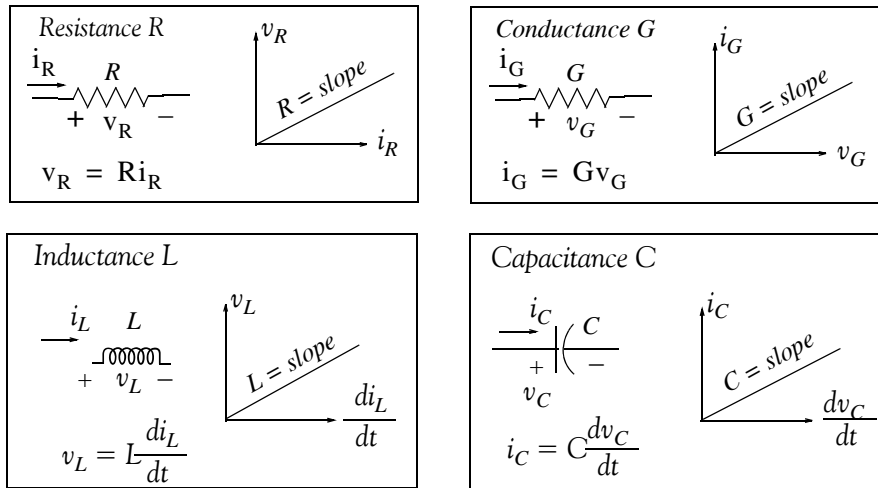 Resistance R
i_R
R
+ v_R −
v_R = Ri_R
v_R
R = slope
i_R
Conductance G
i_G
G
+ v_G −
i_G = Gv_G
i_G
G = slope
v_G
Inductance L
i_L
L
+ v_L −
v_L = L di_L/dt
v_L
L = slope
di_L/dt
Capacitance C
i_C
C
+ −
v_C
i_C = C dv_C/dt
i_C
C = slope
dv_C/dt